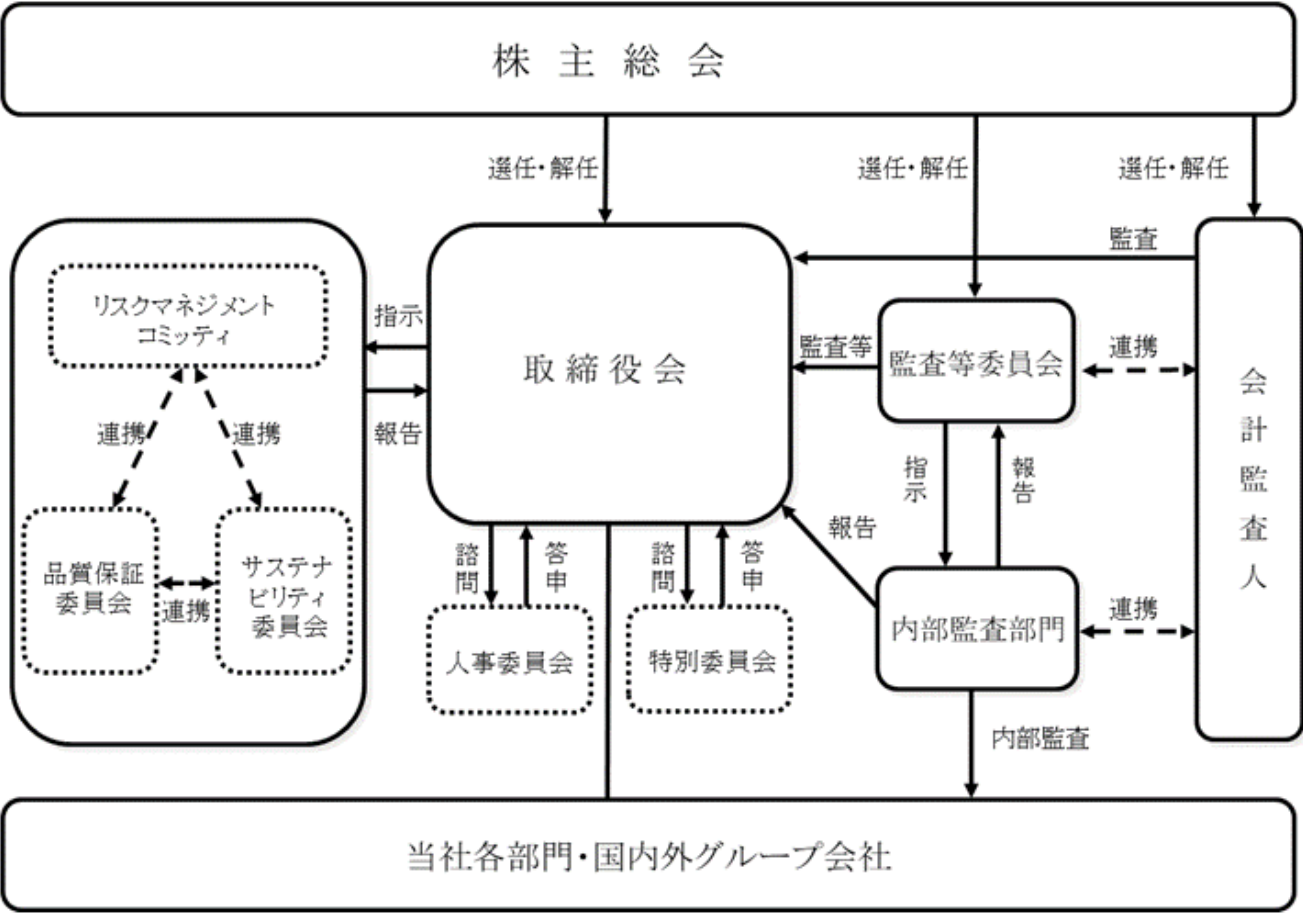 株主総会
選任・解任
選任・解任
選任・解任
監査
リスクマネジメント
コミッティ
指示
取締役会
監査等
監査等委員会
連携
会計監査人
連携
連携
報告
指示
報告
報告
品質保証
委員会
連携
サステナ
ビリティ
委員会
諮問
答申
諮問
答申
人事委員会
特別委員会
内部監査部門
連携
内部監査
当社各部門・国内外グループ会社